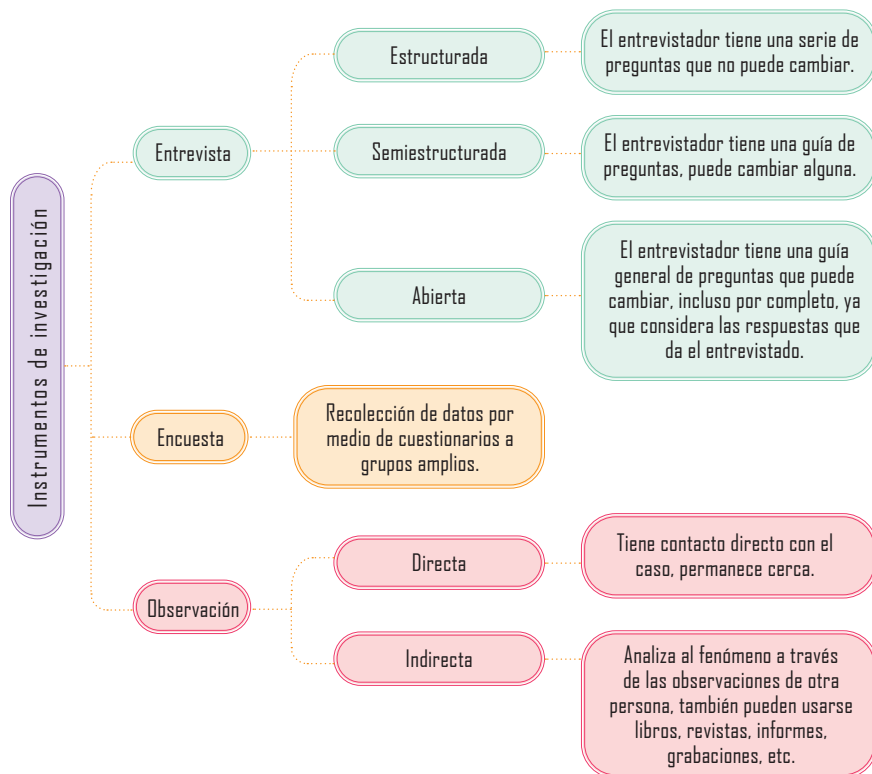 Instrumentos de investigación
Entrevista
Estructurada
El entrevistador tiene una serie de
preguntas que no puede cambiar.
Semiestructurada
El entrevistador tiene una guía de
preguntas, puede cambiar alguna.
Abierta
El entrevistador tiene una guía
general de preguntas que puede
cambiar, incluso por completo, ya
que considera las respuestas que
da el entrevistado.
Encuesta
Recolección de datos por
medio de cuestionarios a
grupos amplios.
Observación
Directa
Tiene contacto directo con el
caso, permanece cerca.
Indirecta
Analiza al fenómeno a través
de las observaciones de otra
persona, también pueden usarse
libros, revistas, informes,
grabaciones, etc.